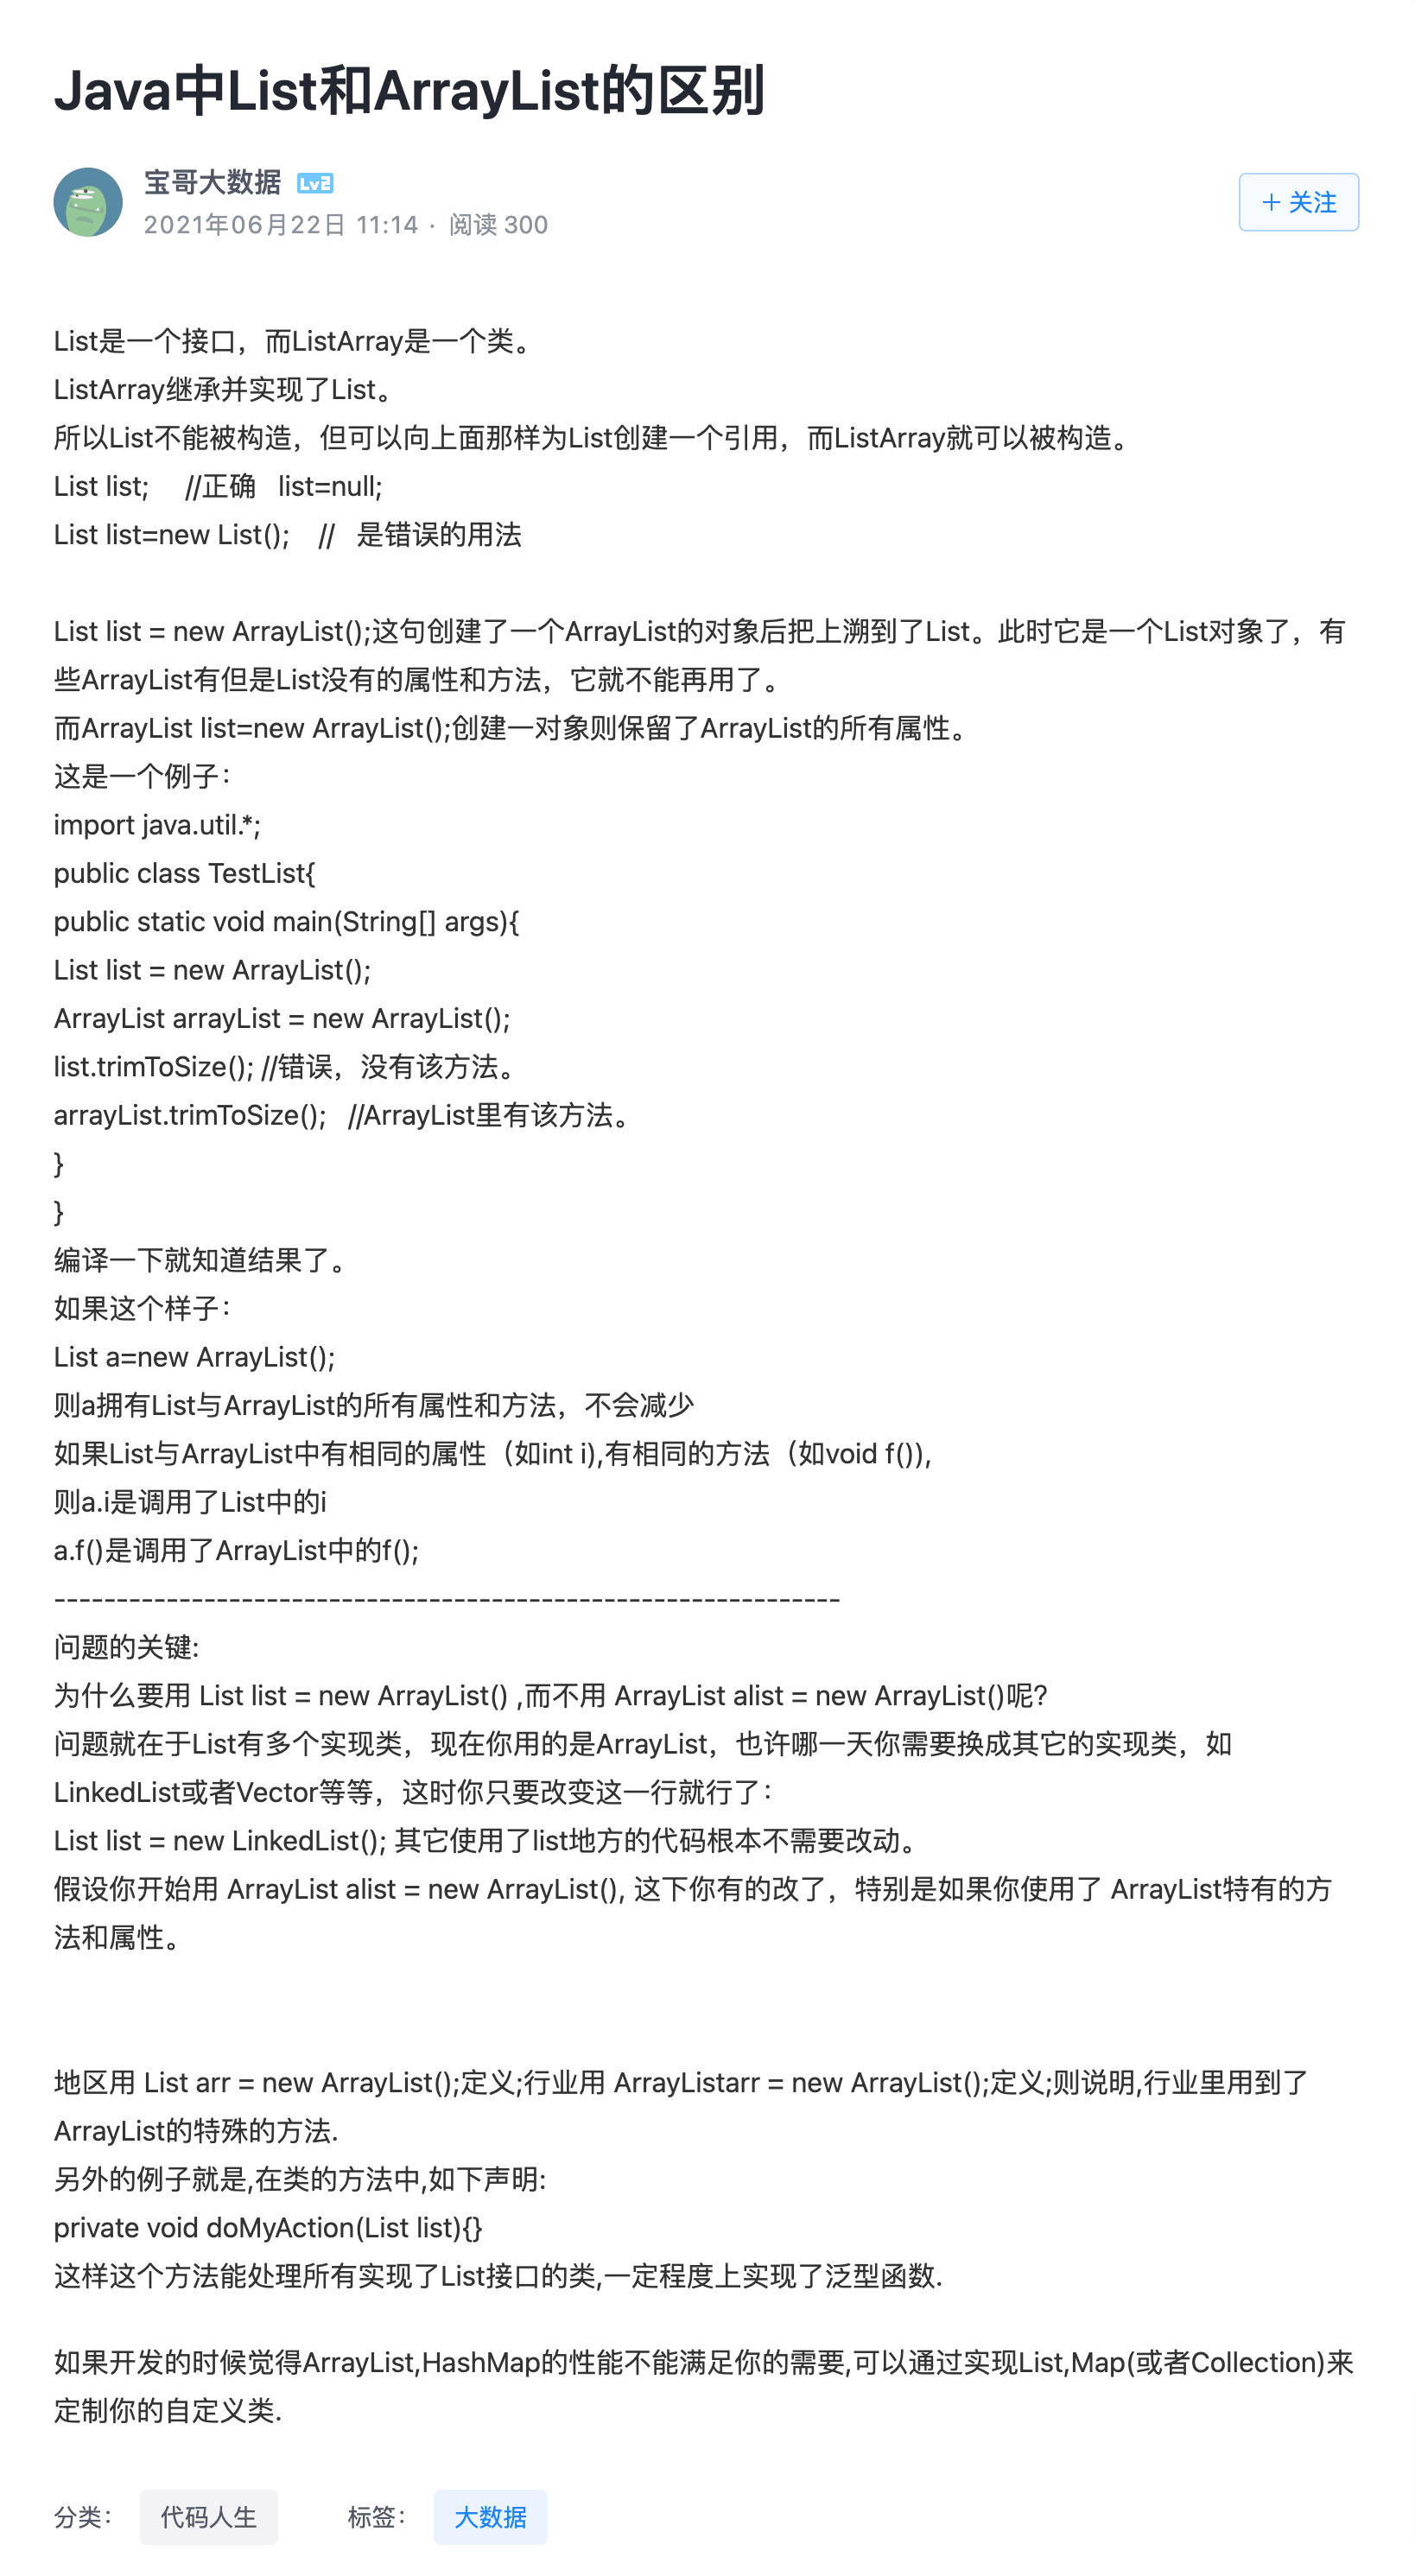 Java中List和ArrayList的区别
宝哥大数据 Lv2
2021年06月22日 11:14 · 阅读 300
+ 关注
List是一个接口，而ListArray是一个类。
ListArray继承并实现了List。
所以List不能被构造，但可以向上面那样为List创建一个引用，而ListArray就可以被构造。
List list;     //正确   list=null;
List list=new List();    //   是错误的用法
List list = new ArrayList();这句创建了一个ArrayList的对象后把上溯到了List。此时它是一个List对象了，有
些ArrayList有但是List没有的属性和方法，它就不能再用了。
而ArrayList list=new ArrayList();创建一对象则保留了ArrayList的所有属性。
这是一个例子：
import java.util.*;
public class TestList{
public static void main(String[] args){
List list = new ArrayList();
ArrayList arrayList = new ArrayList();
list.trimToSize(); //错误，没有该方法。
arrayList.trimToSize();   //ArrayList里有该方法。
}
}
编译一下就知道结果了。
如果这个样子：
List a=new ArrayList();
则a拥有List与ArrayList的所有属性和方法，不会减少
如果List与ArrayList中有相同的属性（如int i),有相同的方法（如void f()),
则a.i是调用了List中的i
a.f()是调用了ArrayList中的f();
---------------------------------------------------------------
问题的关键:
为什么要用 List list = new ArrayList() ,而不用 ArrayList alist = new ArrayList()呢?
问题就在于List有多个实现类，现在你用的是ArrayList，也许哪一天你需要换成其它的实现类，如
LinkedList或者Vector等等，这时你只要改变这一行就行了：
List list = new LinkedList(); 其它使用了list地方的代码根本不需要改动。
假设你开始用 ArrayList alist = new ArrayList(), 这下你有的改了，特别是如果你使用了 ArrayList特有的方
法和属性。
地区用 List arr = new ArrayList();定义;行业用 ArrayListarr = new ArrayList();定义;则说明,行业里用到了
ArrayList的特殊的方法.
另外的例子就是,在类的方法中,如下声明:
private void doMyAction(List list){}
这样这个方法能处理所有实现了List接口的类,一定程度上实现了泛型函数.
如果开发的时候觉得ArrayList,HashMap的性能不能满足你的需要,可以通过实现List,Map(或者Collection)来
定制你的自定义类.
分类： 代码人生 标签： 大数据